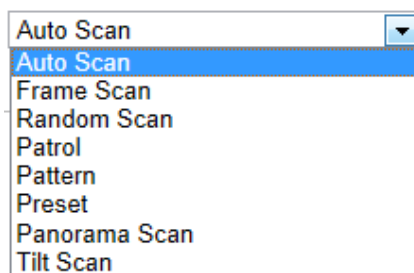 Auto Scan
Auto Scan
Frame Scan
Random Scan
Patrol
Pattern
Preset
Panorama Scan
Tilt Scan